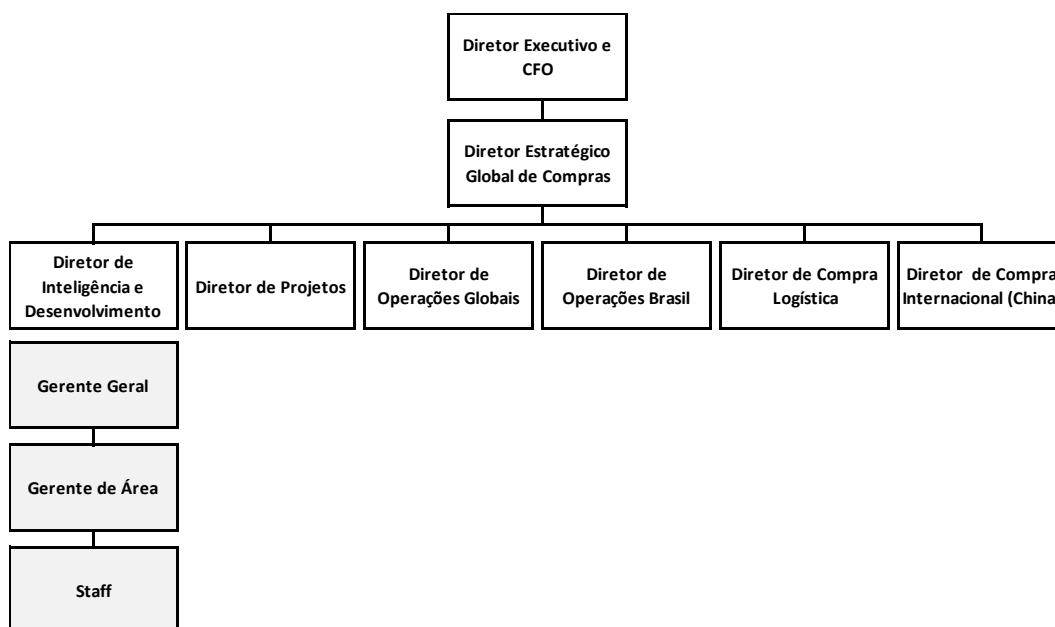 Diretor Executivo e
CFO
Diretor Estratégico
Global de Compras
Diretor de
Inteligência e
Desenvolvimento
Diretor de Projetos
Diretor de
Operações Globais
Diretor de
Operações Brasil
Diretor de Compra
Logística
Diretor de Compra
Internacional (China
Gerente Geral
Gerente de Área
Staff